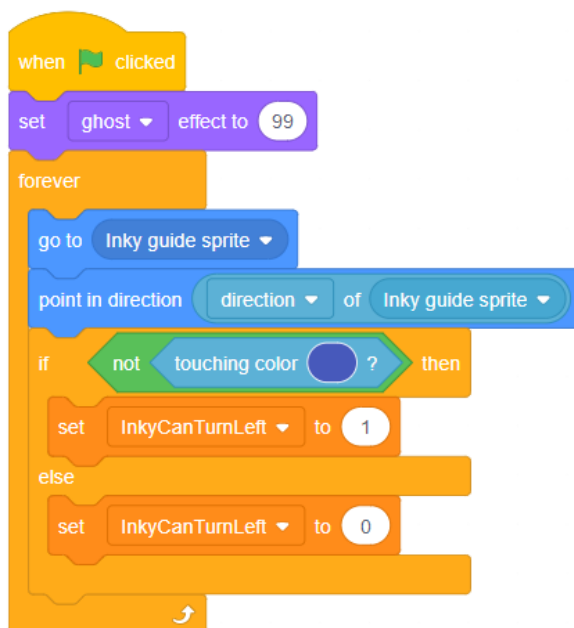 when clicked
set ghost effect to 99
forever
go to Inky guide sprite
point in direction direction of Inky guide sprite
if not touching color ? then
set InkyCanTurnLeft to 1
else
set InkyCanTurnLeft to 0